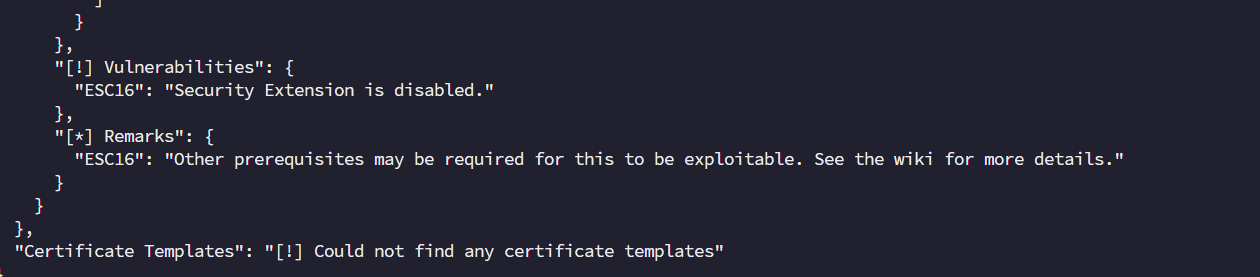 ]
}
},
"[!] Vulnerabilities": {
"ESC16": "Security Extension is disabled."
},
"[*] Remarks": {
"ESC16": "Other prerequisites may be required for this to be exploitable. See the wiki for more details."
}
}
},
"Certificate Templates": "[!] Could not find any certificate templates"